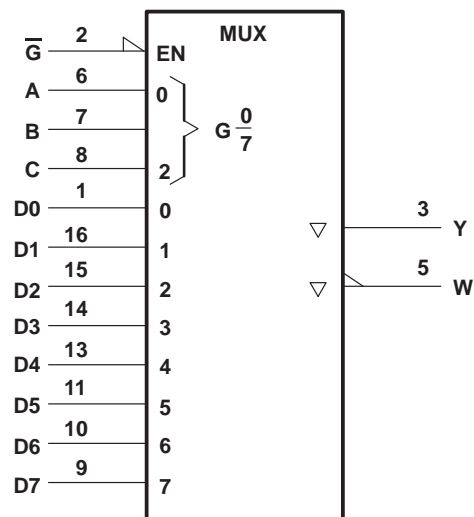 MUX
G̅ 2 EN
A 6 0
B 7 G 0/7
C 8 2
D0 1 0
D1 16 1
D2 15 2
D3 14 3
D4 13 4
D5 11 5
D6 10 6
D7 9 7
3 Y
5 W